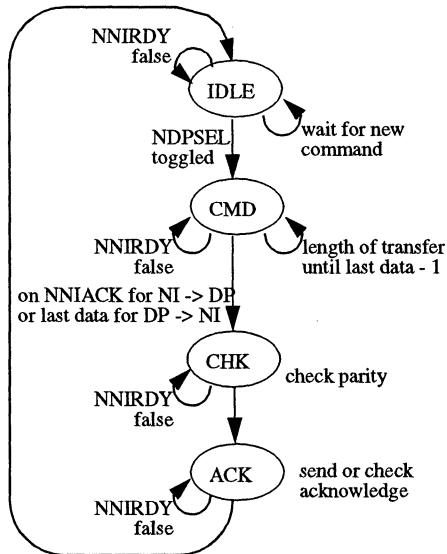 NNIRDY
false
IDLE
wait for new
command
NDPSEL
toggled
CMD
NNIRDY
false
length of transfer
until last data - 1
on NNIACK for NI -> DP
or last data for DP -> NI
CHK
check parity
NNIRDY
false
ACK
send or check
acknowledge
NNIRDY
false